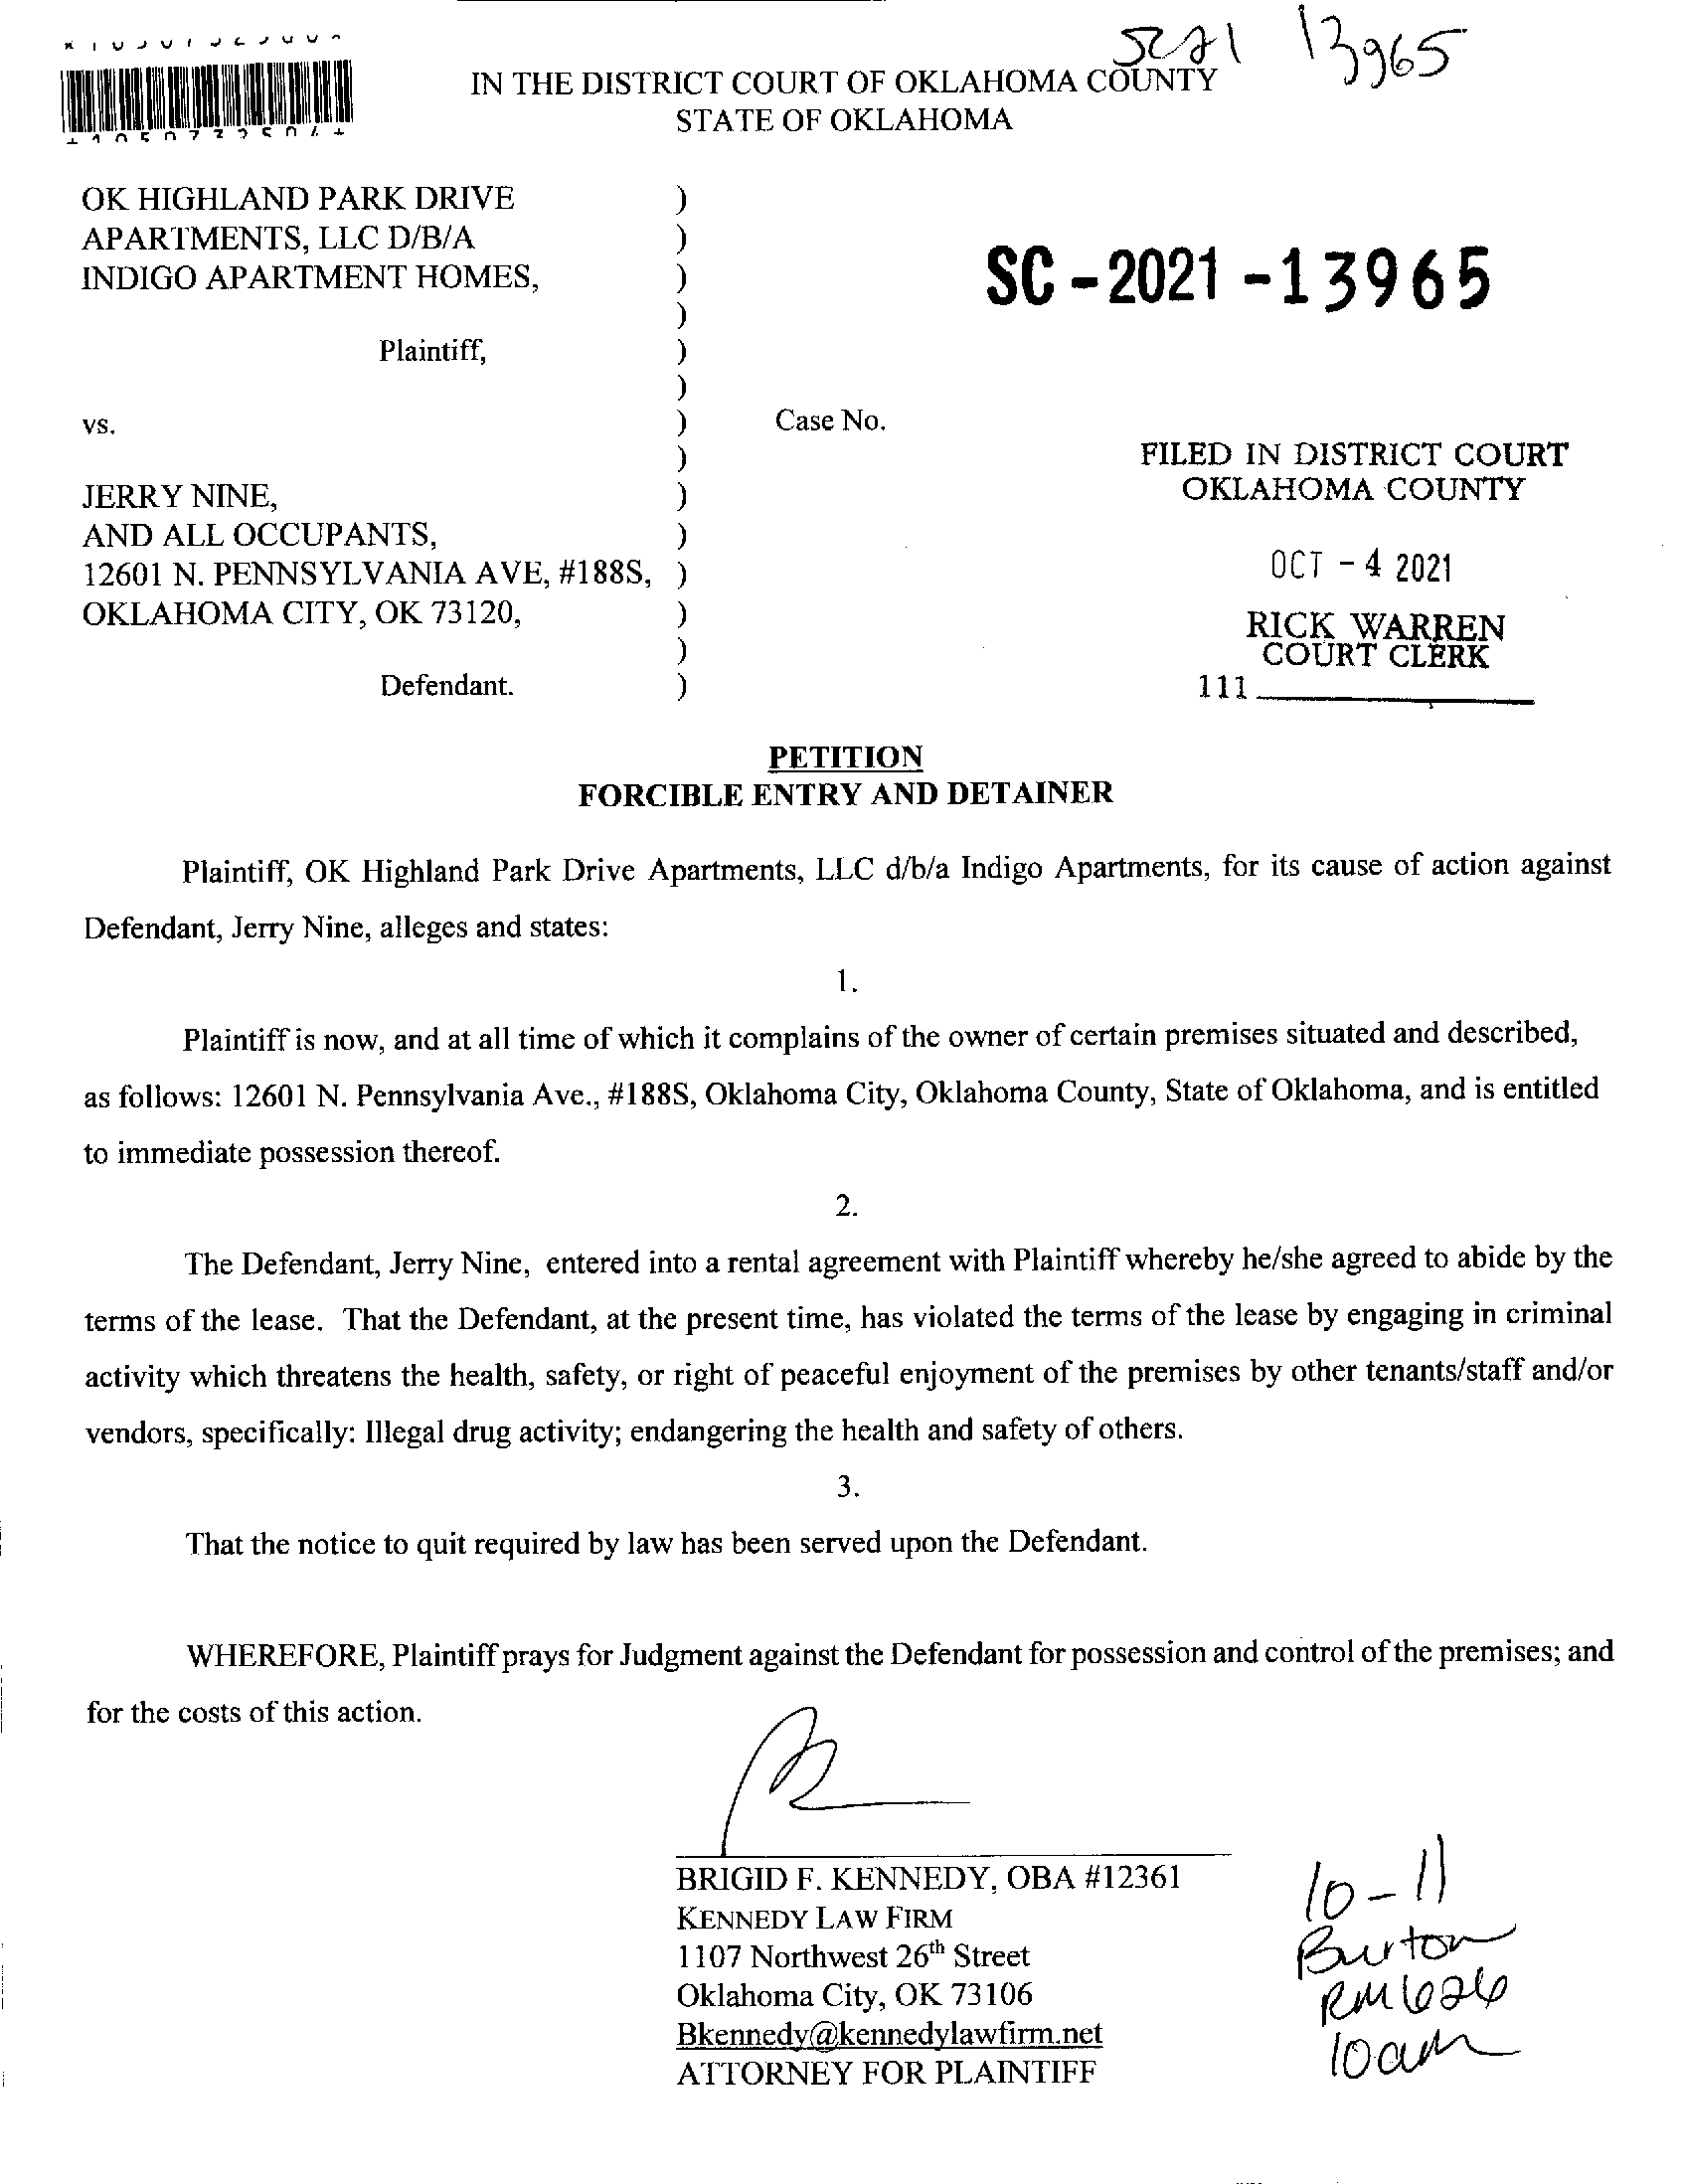 13965
IN THE DISTRICT COURT OF OKLAHOMA COUNTY
STATE OF OKLAHOMA
OK HIGHLAND PARK DRIVE )
APARTMENTS, LLC D/B/A )
INDIGO APARTMENT HOMES, )
)
SC-2021-13965
Plaintiff, )
)
vs. ) Case No.
)
FILED IN DISTRICT COURT
OKLAHOMA COUNTY
JERRY NINE, )
AND ALL OCCUPANTS, )
12601 N. PENNSYLVANIA AVE, #188S, )
OKLAHOMA CITY, OK 73120, )
)
Defendant. )
OCT - 4 2021
RICK WARREN
COURT CLERK
111
PETITION
FORCIBLE ENTRY AND DETAINER
Plaintiff, OK Highland Park Drive Apartments, LLC d/b/a Indigo Apartments, for its cause of action against
Defendant, Jerry Nine, alleges and states:
1.
Plaintiff is now, and at all time of which it complains of the owner of certain premises situated and described,
as follows: 12601 N. Pennsylvania Ave., #188S, Oklahoma City, Oklahoma County, State of Oklahoma, and is entitled
to immediate possession thereof.
2.
The Defendant, Jerry Nine, entered into a rental agreement with Plaintiff whereby he/she agreed to abide by the
terms of the lease. That the Defendant, at the present time, has violated the terms of the lease by engaging in criminal
activity which threatens the health, safety, or right of peaceful enjoyment of the premises by other tenants/staff and/or
vendors, specifically: Illegal drug activity; endangering the health and safety of others.
3.
That the notice to quit required by law has been served upon the Defendant.
WHEREFORE, Plaintiff prays for Judgment against the Defendant for possession and control of the premises; and
for the costs of this action.
BRIGID F. KENNEDY, OBA #12361
KENNEDY LAW FIRM
1107 Northwest 26th Street
Oklahoma City, OK 73106
Bkennedy@kennedylawfirm.net
ATTORNEY FOR PLAINTIFF
10-11
Burton
RM 626
10am